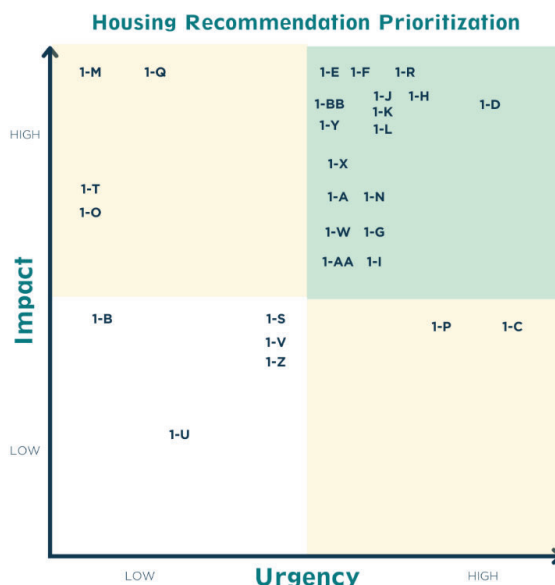 Housing Recommendation Prioritization
1-M 1-Q 1-E 1-F 1-R
1-J 1-H
1-BB 1-D
1-K
1-Y 1-L
HIGH
1-X
1-T
1-A 1-N
1-O
1-W 1-G
1-AA 1-I
Impact
1-B 1-S
1-P 1-C
1-V
1-Z
1-U
LOW
LOW Urgency HIGH